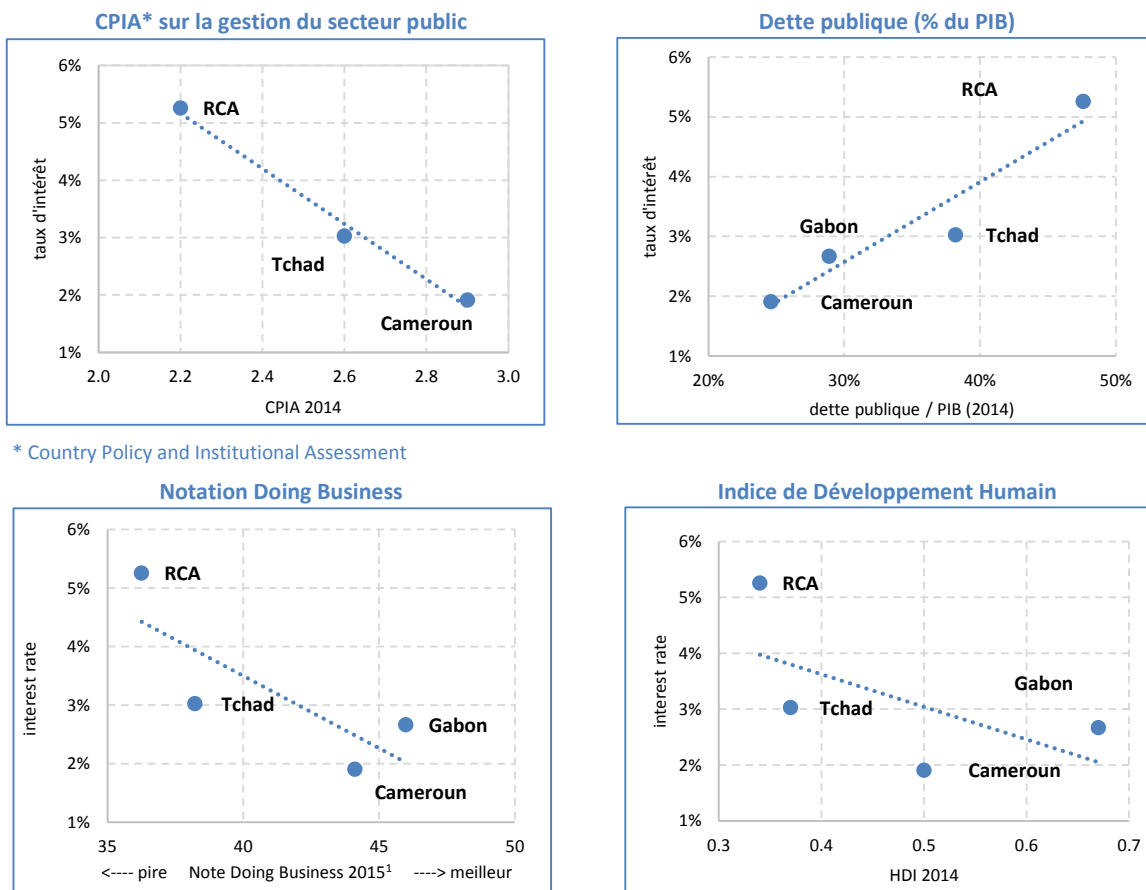 CPIA* sur la gestion du secteur public
6%
5%
4%
3%
2%
1%
taux d'intérêt
RCA
Tchad
Cameroun
2.0 2.2 2.4 2.6 2.8 3.0
CPIA 2014
* Country Policy and Institutional Assessment
Dette publique (% du PIB)
6%
5%
4%
3%
2%
1%
taux d'intérêt
RCA
Gabon
Tchad
Cameroun
20% 30% 40% 50%
dette publique / PIB (2014)
Notation Doing Business
6%
5%
4%
3%
2%
1%
interest rate
RCA
Tchad
Gabon
Cameroun
35 40 45 50
<---- pire Note Doing Business 2015¹ ----> meilleur
Indice de Développement Humain
6%
5%
4%
3%
2%
1%
interest rate
RCA
Gabon
Tchad
Cameroun
0.3 0.4 0.5 0.6 0.7
HDI 2014